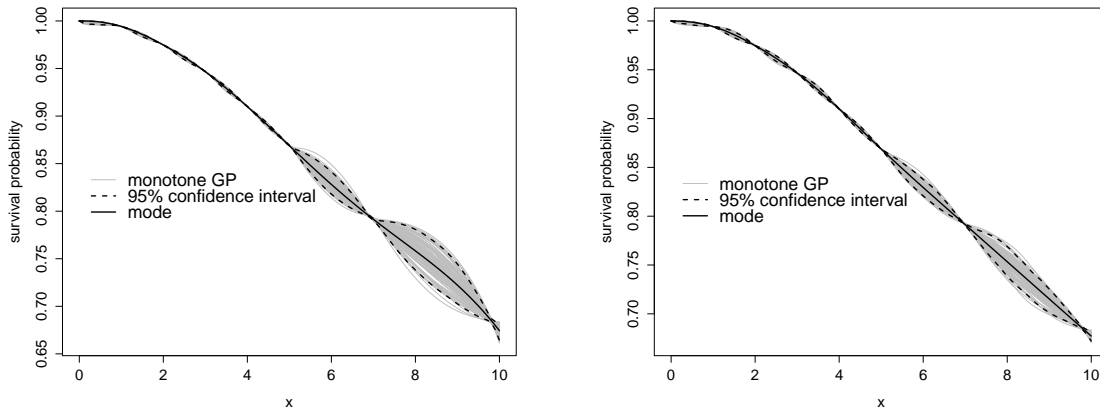 1.00
0.95
0.90
0.85
0.80
0.75
0.70
0.65
survival probability
monotone GP
95% confidence interval
mode
0 2 4 6 8 10
x
1.00
0.95
0.90
0.85
0.80
0.75
0.70
survival probability
monotone GP
95% confidence interval
mode
0 2 4 6 8 10
x